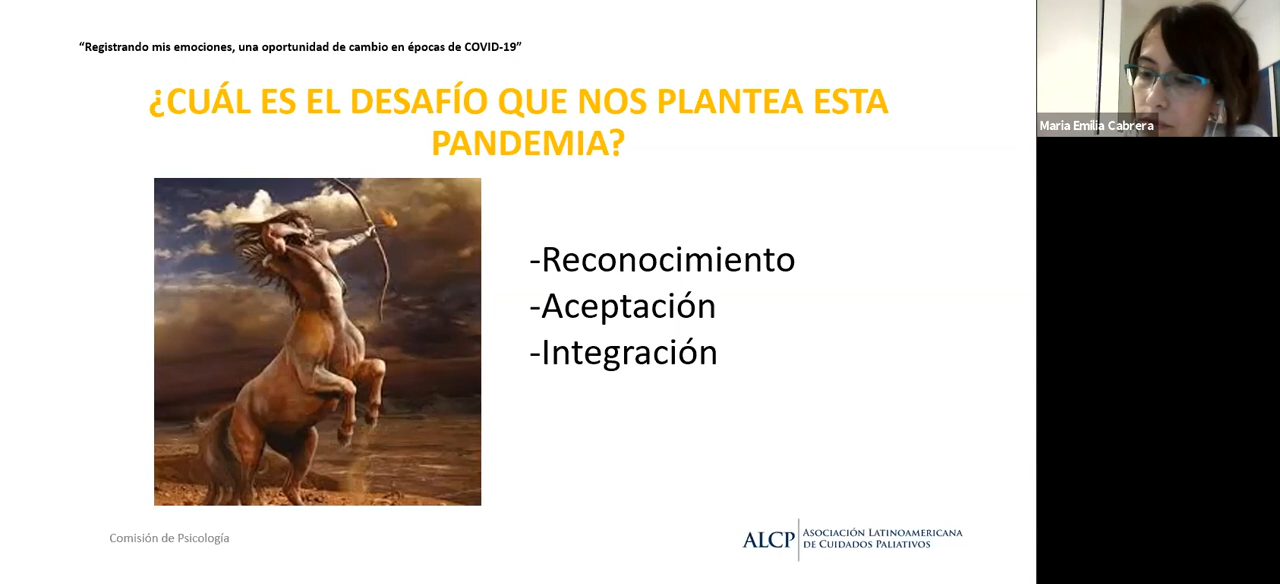 “Registrando mis emociones, una oportunidad de cambio en épocas de COVID-19”
¿CUÁL ES EL DESAFÍO QUE NOS PLANTEA ESTA
PANDEMIA?
-Reconocimiento
-Aceptación
-Integración
Comisión de Psicología
ALCP
ASOCIACIÓN LATINOAMERICANA
DE CUIDADOS PALIATIVOS
Maria Emilia Cabrera